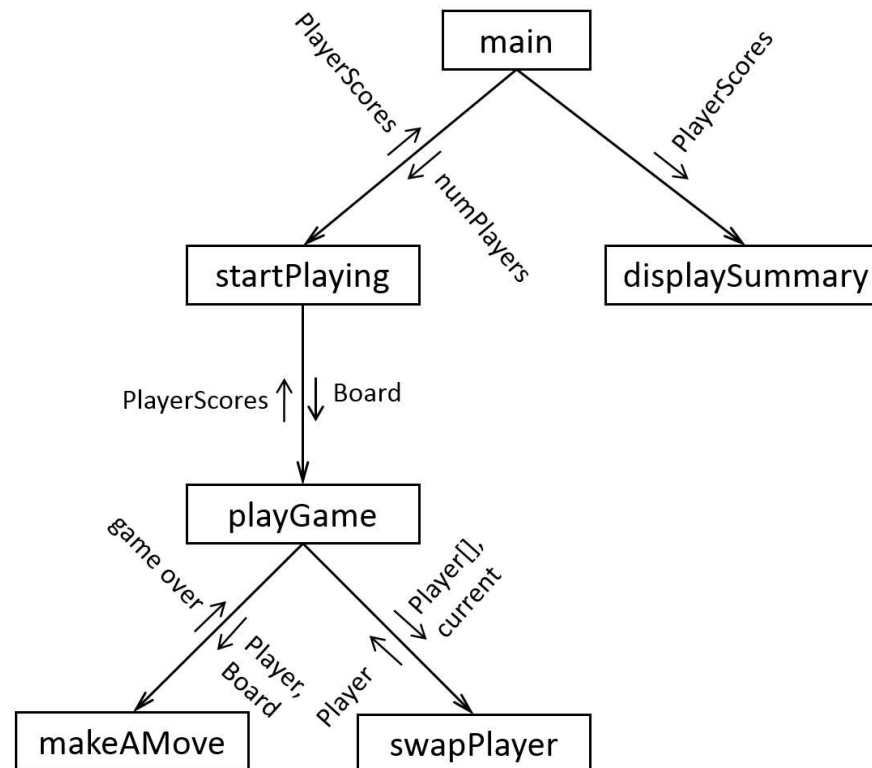 main
PlayerScores
PlayerScores
numPlayers
startPlaying
displaySummary
PlayerScores
Board
playGame
game over
Player[],
current
Player,
Board
Player
makeAMove
swapPlayer